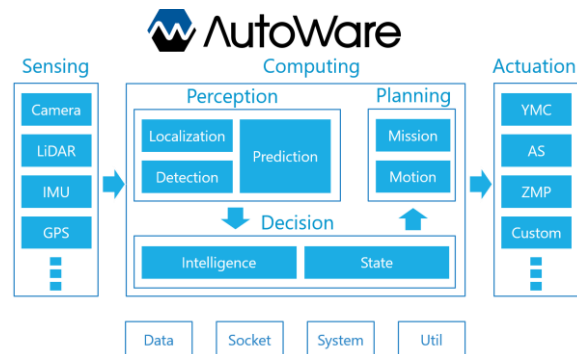 AutoWare
Sensing
Computing
Actuation
Camera
LiDAR
IMU
GPS
Perception
Localization
Detection
Prediction
Planning
Mission
Motion
Decision
Intelligence
State
YMC
AS
ZMP
Custom
Data
Socket
System
Util